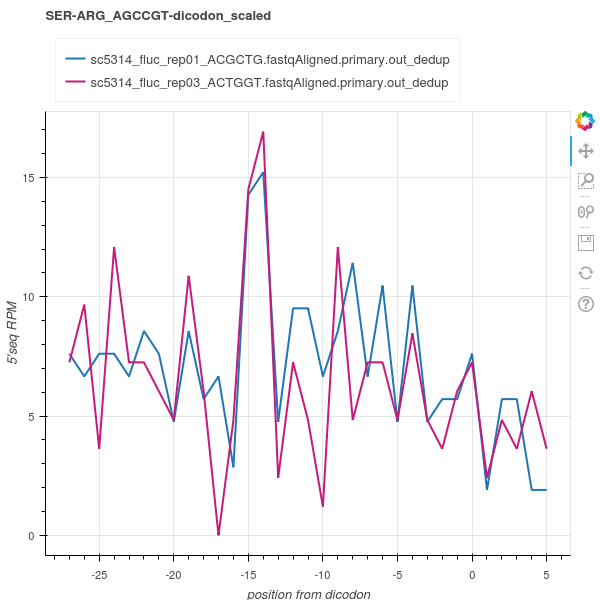 SER-ARG_AGCCGT-dicodon_scaled
sc5314_fluc_rep01_ACGCTG.fastqAligned.primary.out_dedup
sc5314_fluc_rep03_ACTGGT.fastqAligned.primary.out_dedup
15
10
5
0
5'seq RPM
-25 -20 -15 -10 -5 0 5
position from dicodon